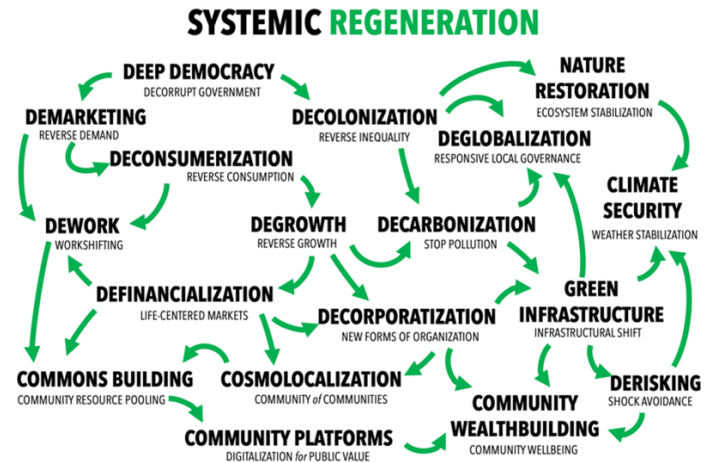 SYSTEMIC REGENERATION
DEEP DEMOCRACY
DECORRUPT GOVERNMENT
NATURE
RESTORATION
ECOSYSTEM STABILIZATION
DEMARKETING
REVERSE DEMAND
DECOLONIZATION
REVERSE INEQUALITY
DEGLOBALIZATION
RESPONSIVE LOCAL GOVERNANCE
DECONSUMERIZATION
REVERSE CONSUMPTION
CLIMATE
SECURITY
WEATHER STABILIZATION
DEWORK
WORKSHIFTING
DEGROWTH
REVERSE GROWTH
DECARBONIZATION
STOP POLLUTION
DEFINANCIALIZATION
LIFE-CENTERED MARKETS
DECORPORATIZATION
NEW FORMS OF ORGANIZATION
GREEN
INFRASTRUCTURE
INFRASTRUCTURAL SHIFT
COMMONS BUILDING
COMMUNITY RESOURCE POOLING
COSMOLOCALIZATION
COMMUNITY of COMMUNITIES
DERISKING
SHOCK AVOIDANCE
COMMUNITY
WEALTHBUILDING
COMMUNITY WELLBEING
COMMUNITY PLATFORMS
DIGITALIZATION for PUBLIC VALUE